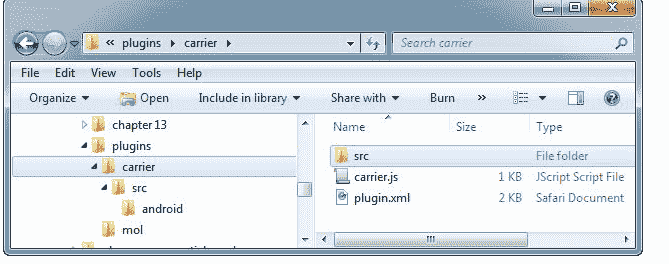 « plugins carrier
Search carrier
File Edit View Tools Help
Organize Open Include in library Share with Burn »
chapter13
plugins
carrier
src
android
mol
Name Size Type
src File folder
carrier.js 1 KB JScript Script File
plugin.xml 2 KB Safari Document